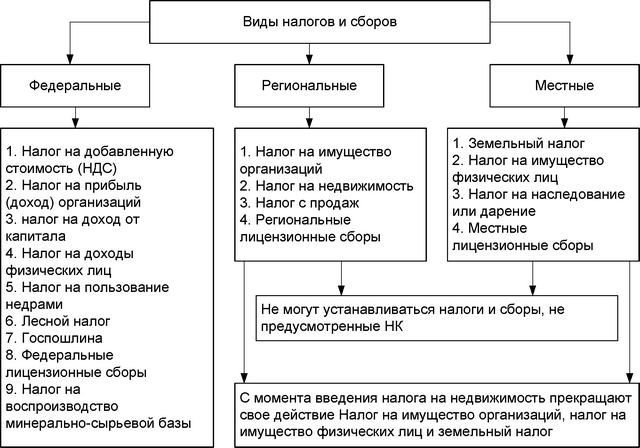 Виды налогов и сборов
Федеральные
Региональные
Местные
1. Налог на добавленную
стоимость (НДС)
2. Налог на прибыль
(доход) организаций
3. налог на доход от
капитала
4. Налог на доходы
физических лиц
5. Налог на пользование
недрами
6. Лесной налог
7. Госпошлина
8. Федеральные
лицензионные сборы
9. Налог на
воспроизводство
минерально-сырьевой базы
1. Налог на имущество
организаций
2. Налог на недвижимость
3. Налог с продаж
4. Региональные
лицензионные сборы
1. Земельный налог
2. Налог на имущество
физических лиц
3. Налог на наследование
или дарение
4. Местные
лицензионные сборы
Не могут устанавливаться налоги и сборы, не
предусмотренные НК
С момента введения налога на недвижимость прекращают
свое действие Налог на имущество организаций, налог на
имущество физических лиц и земельный налог